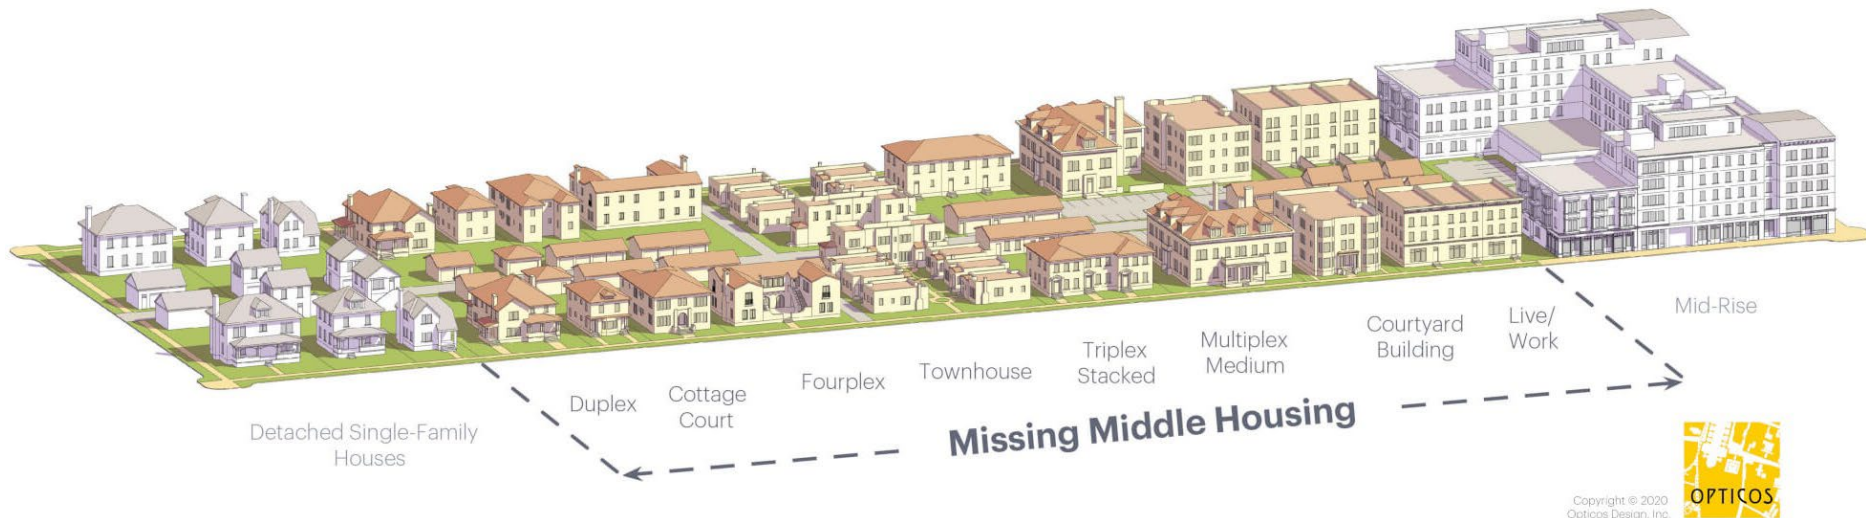 Detached Single-Family
Houses
Duplex
Cottage
Court
Fourplex
Townhouse
Triplex
Stacked
Multiplex
Medium
Courtyard
Building
Live/
Work
Mid-Rise
Missing Middle Housing
Copyright © 2020
Opticos Design, Inc.
OPTICOS